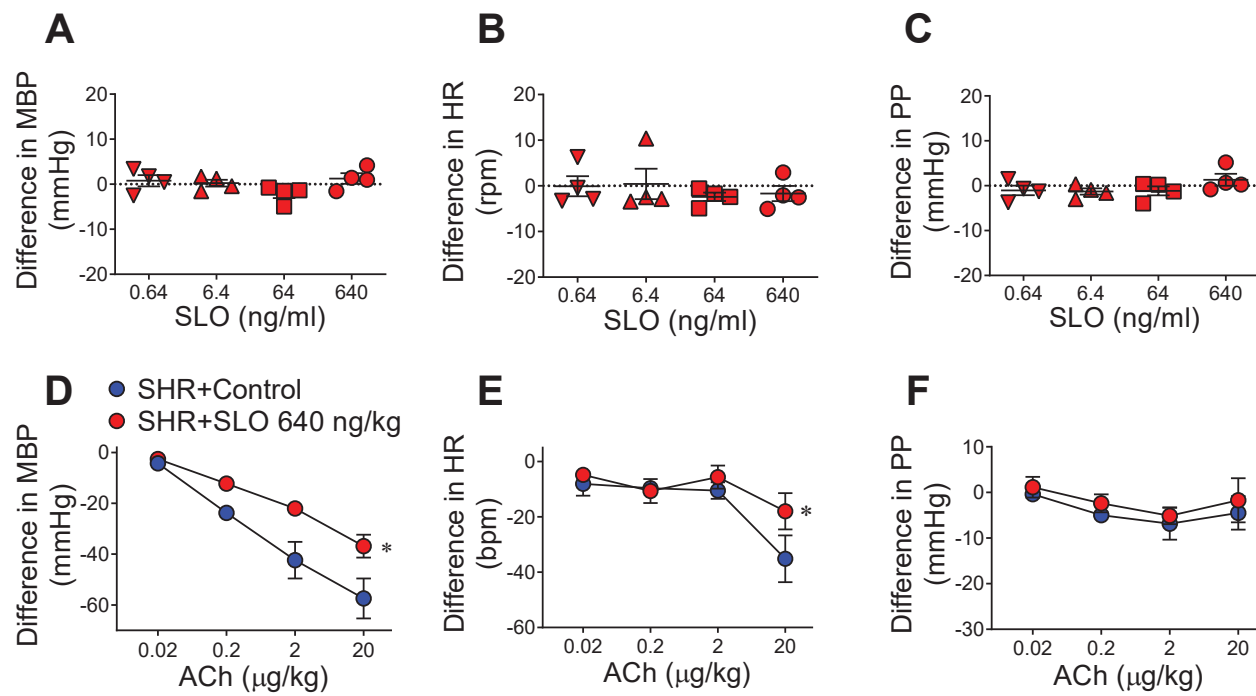 A
Difference in MBP
(mmHg)
20
10
0
-10
-20
0.64
6.4
64
640
SLO (ng/ml)
B
Difference in HR
(rpm)
20
10
0
-10
-20
0.64
6.4
64
640
SLO (ng/ml)
C
Difference in PP
(mmHg)
20
10
0
-10
-20
0.64
6.4
64
640
SLO (ng/ml)
D
SHR+Control
SHR+SLO 640 ng/kg
Difference in MBP
(mmHg)
0
-20
-40
-60
*
0.02
0.2
2
20
ACh (μg/kg)
E
Difference in HR
(bpm)
0
-20
-40
-60
*
0.02
0.2
2
20
ACh (μg/kg)
F
Difference in PP
(mmHg)
10
0
-10
-20
-30
0.02
0.2
2
20
ACh (μg/kg)